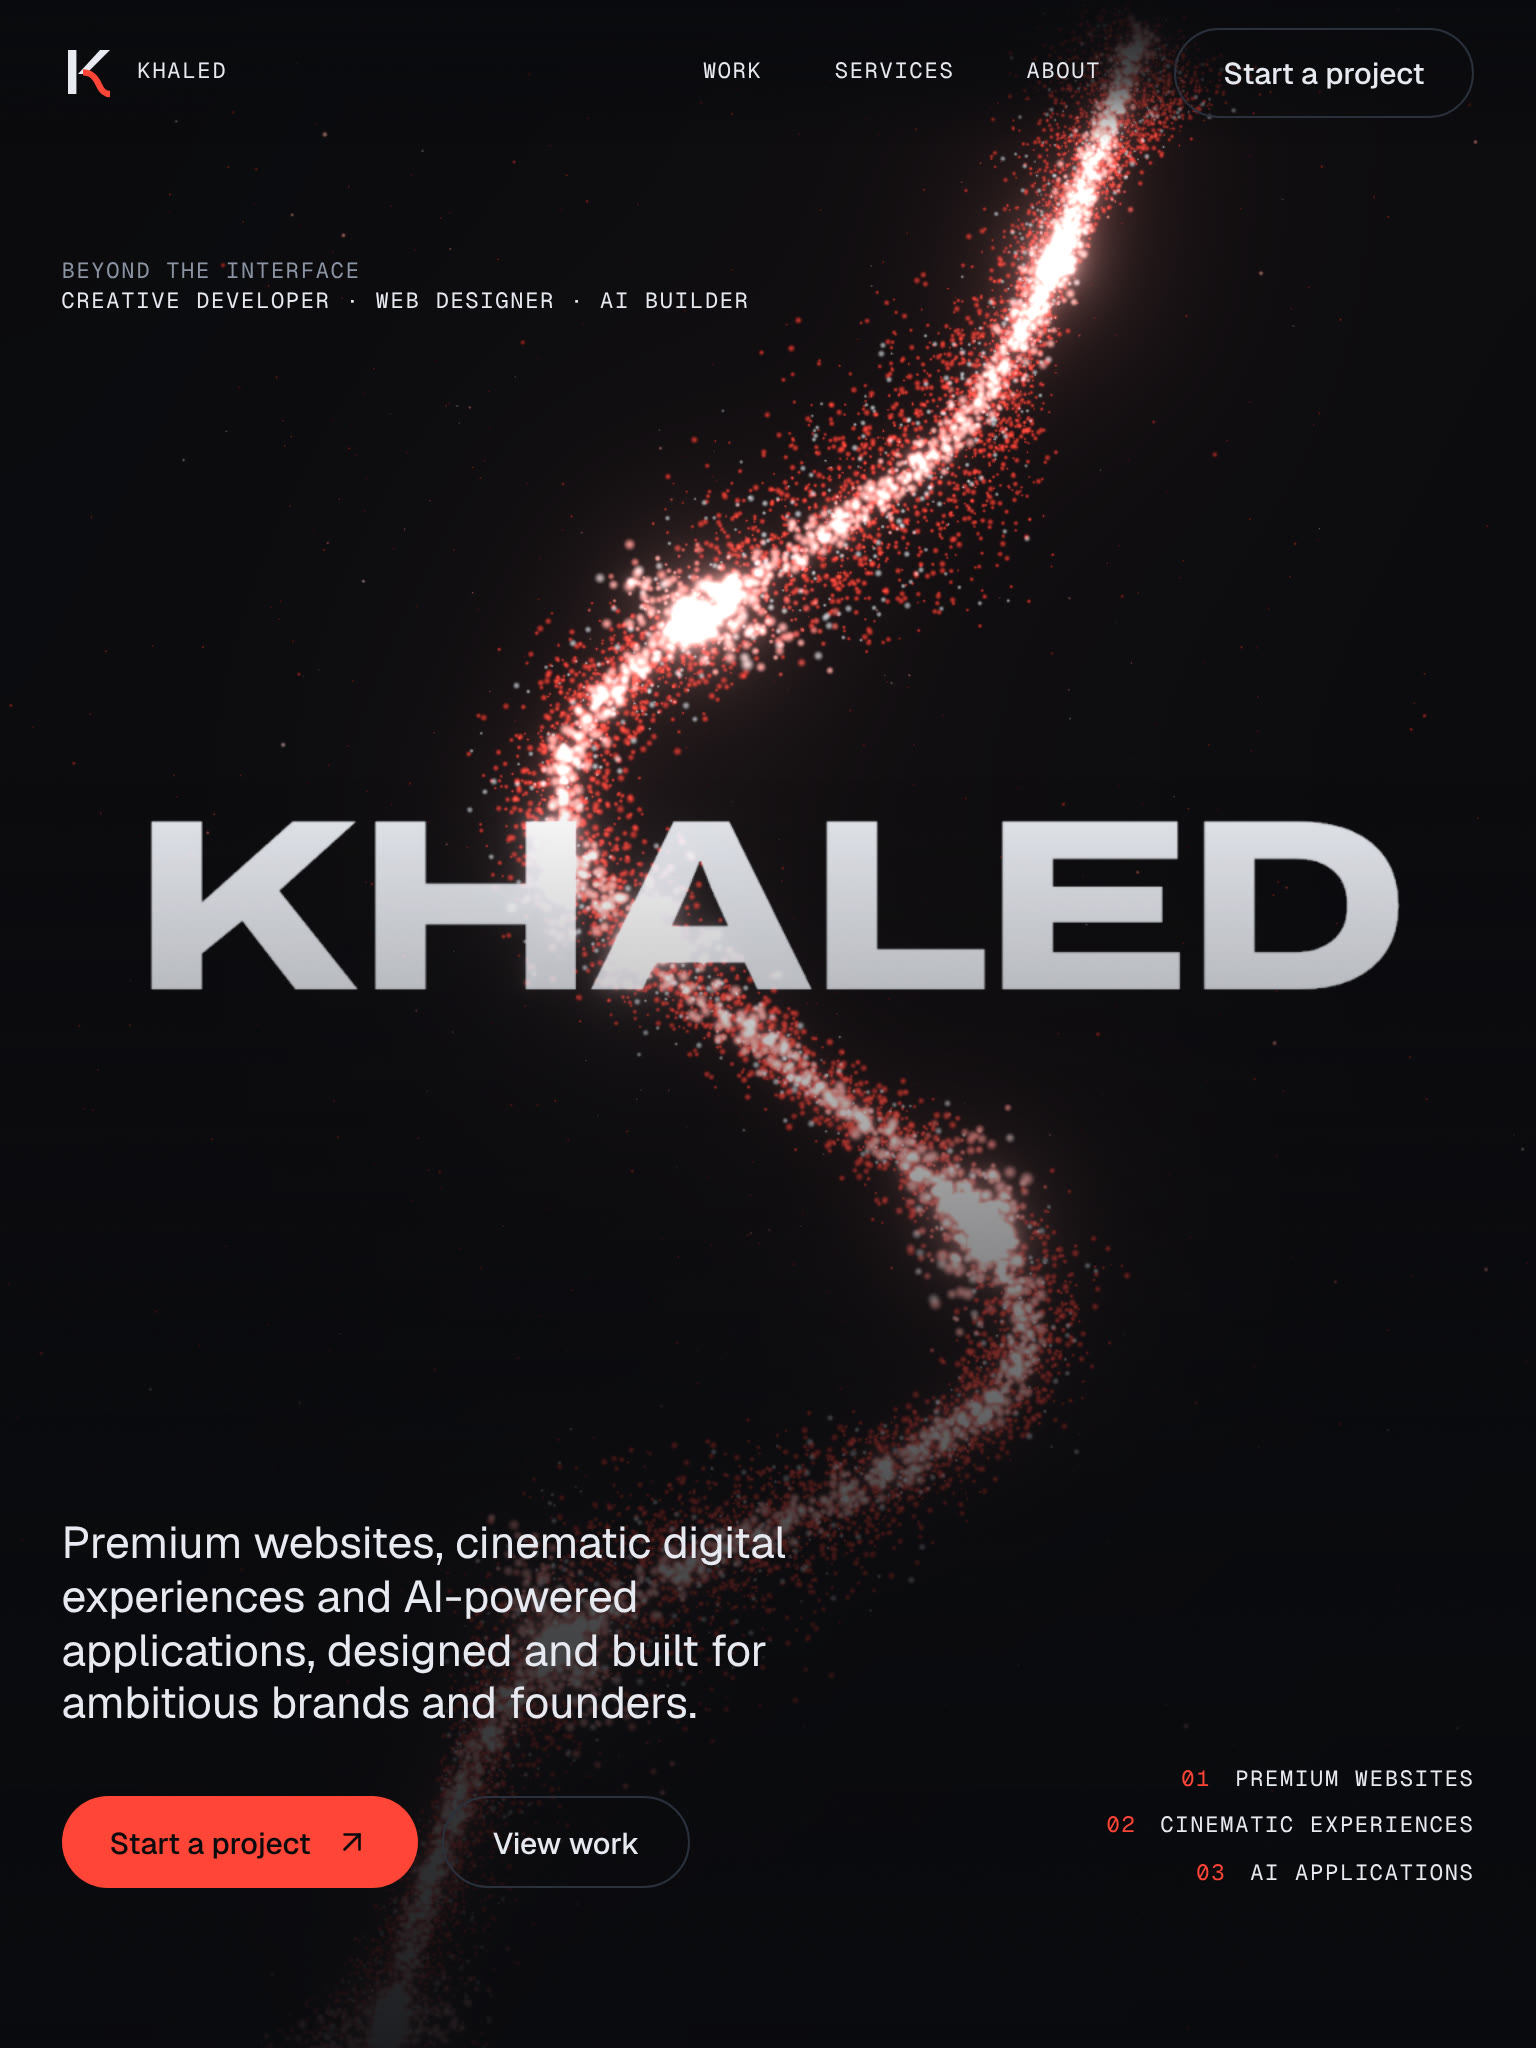 KHALED
WORK SERVICES ABOUT Start a project
BEYOND THE INTERFACE
CREATIVE DEVELOPER · WEB DESIGNER · AI BUILDER
KHALED
Premium websites, cinematic digital
experiences and AI-powered
applications, designed and built for
ambitious brands and founders.
Start a project
View work
01 PREMIUM WEBSITES
02 CINEMATIC EXPERIENCES
03 AI APPLICATIONS